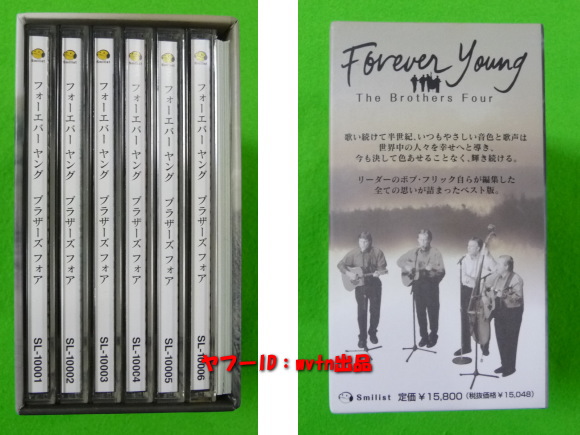 Smilist
Smilist
Smilist
Smilist
Smilist
Smilist
フォーエバー ヤング ブラザーズ フォア SL-10001
フォーエバー ヤング ブラザーズ フォア SL-10002
フォーエバー ヤング ブラザーズ フォア SL-10003
フォーエバー ヤング ブラザーズ フォア SL-10004
フォーエバー ヤング ブラザーズ フォア SL-10005
フォーエバー ヤング ブラザーズ フォア SL-10006
Forever Young
The Brothers Four
歌い続けて半世紀、いつもやさしい音色と歌声は
世界中の人々を幸せへと導き、
今も決して色あせることなく、輝き続ける。
リーダーのボブ・フリック自らが編集した
全ての思いが詰まったベスト版。
ヤフーID：mvtn出品
Smilist 定価￥15,800（税抜価格￥15,048）